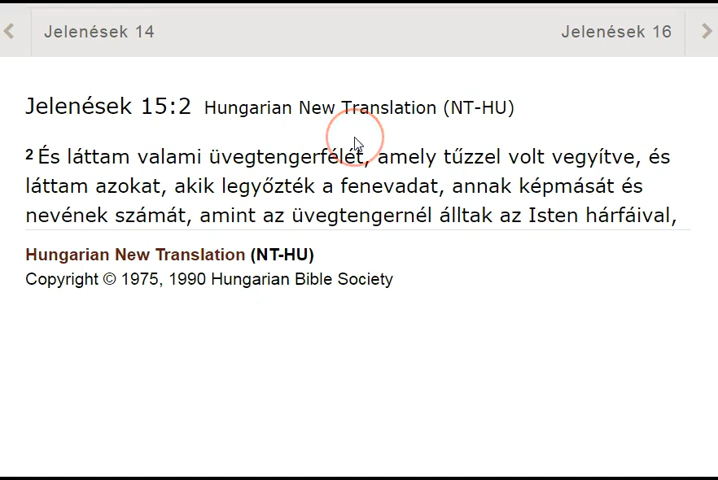 Jelenések 14 Jelenések 16
Jelenések 15:2 Hungarian New Translation (NT-HU)
2 És láttam valami üvegtengerfélét, amely tűzzel volt vegyítve, és
láttam azokat, akik legyőzték a fenevadat, annak képmását és
nevének számát, amint az üvegtengernél álltak az Isten hárfáival,
Hungarian New Translation (NT-HU)
Copyright © 1975, 1990 Hungarian Bible Society